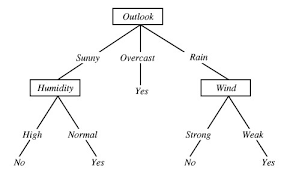 Outlook
Sunny Overcast Rain
Humidity Yes Wind
High Normal Strong Weak
No Yes No Yes